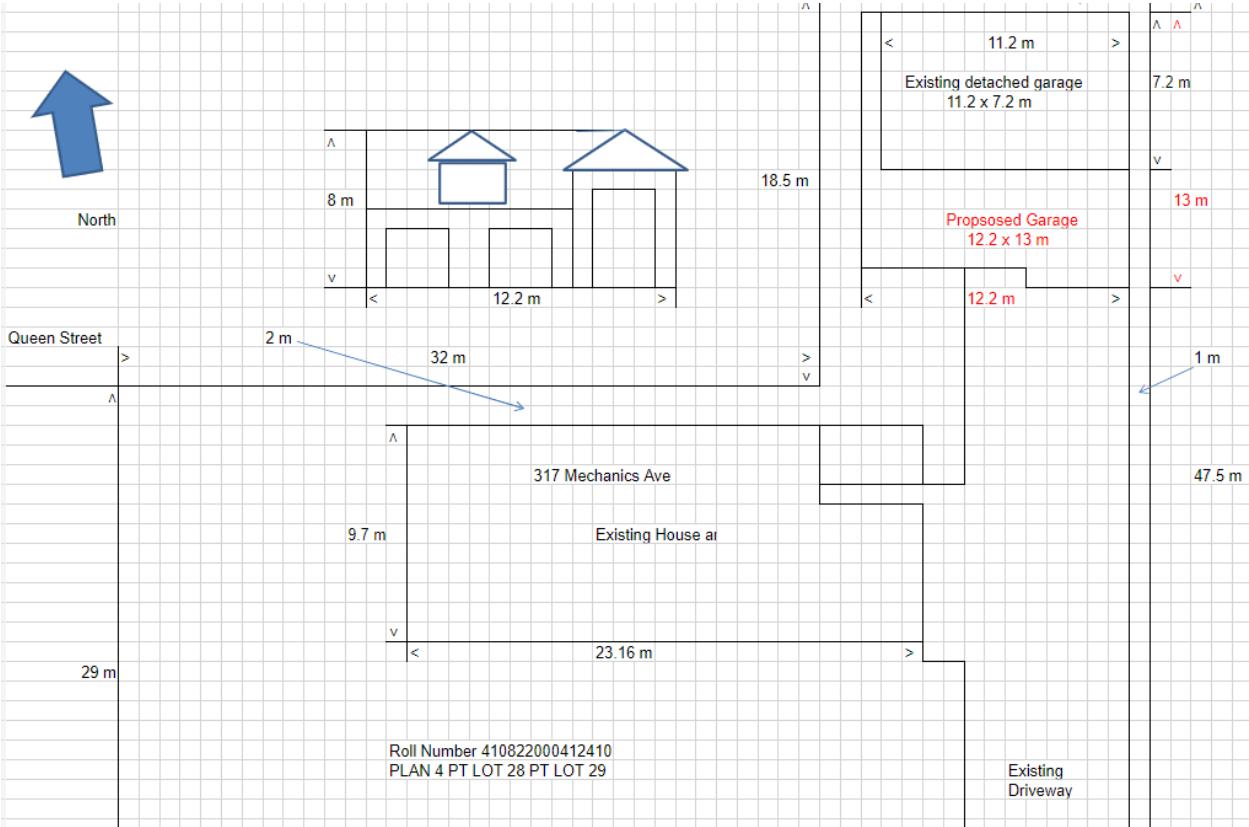 11.2 m
Existing detached garage
11.2 x 7.2 m
7.2 m
18.5 m
8 m
North
13 m
Propsosed Garage
12.2 x 13 m
12.2 m
12.2 m
Queen Street
2 m
32 m
1 m
317 Mechanics Ave
47.5 m
9.7 m
Existing House ar
23.16 m
29 m
Roll Number 410822000412410
PLAN 4 PT LOT 28 PT LOT 29
Existing
Driveway